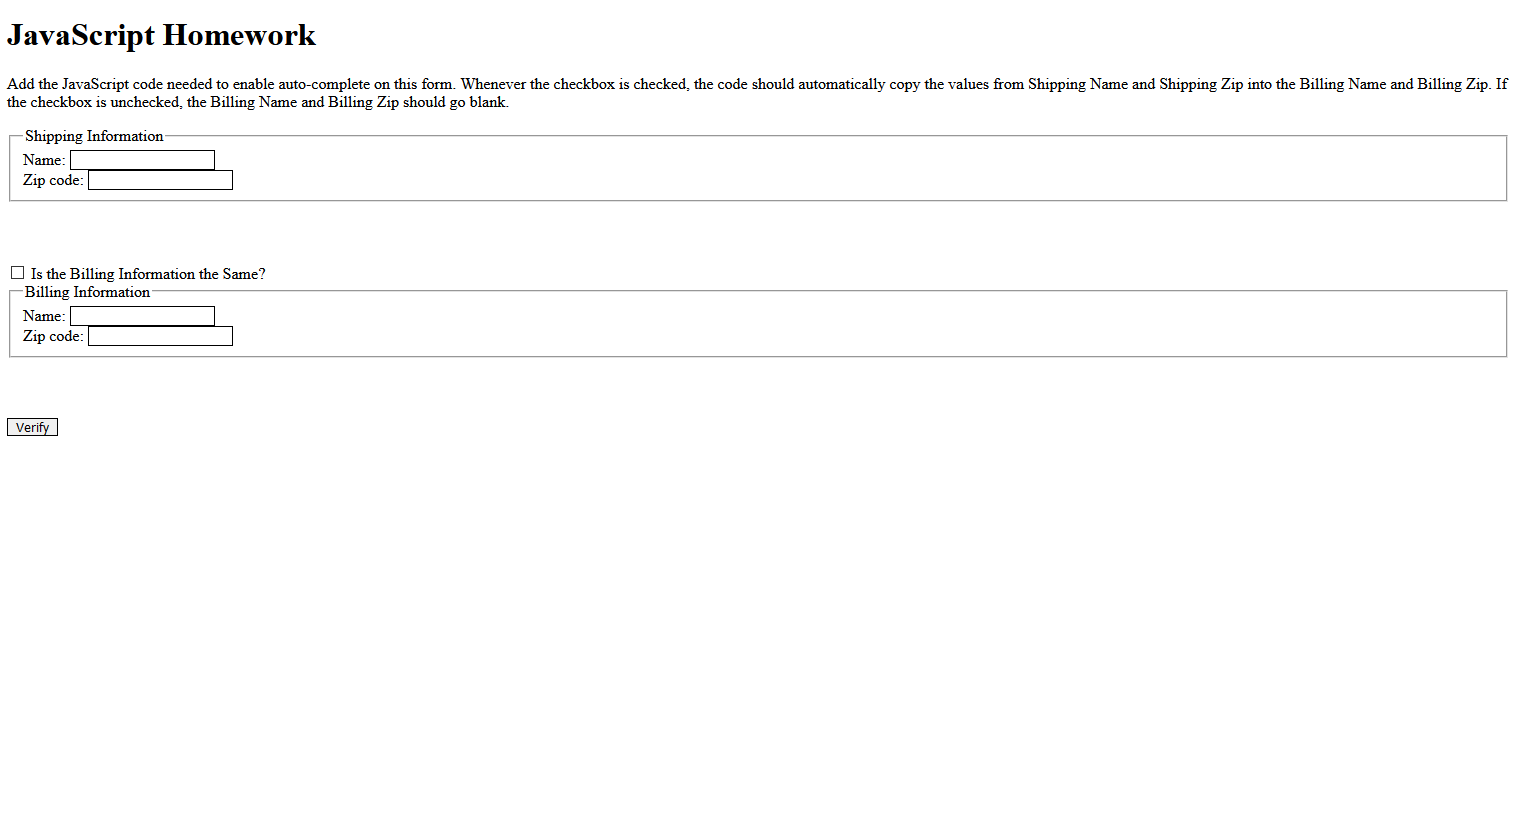 JavaScript Homework
Add the JavaScript code needed to enable auto-complete on this form. Whenever the checkbox is checked, the code should automatically copy the values from Shipping Name and Shipping Zip into the Billing Name and Billing Zip. If
the checkbox is unchecked, the Billing Name and Billing Zip should go blank.
Shipping Information
Name:
Zip code:
Is the Billing Information the Same?
Billing Information
Name:
Zip code:
Verify